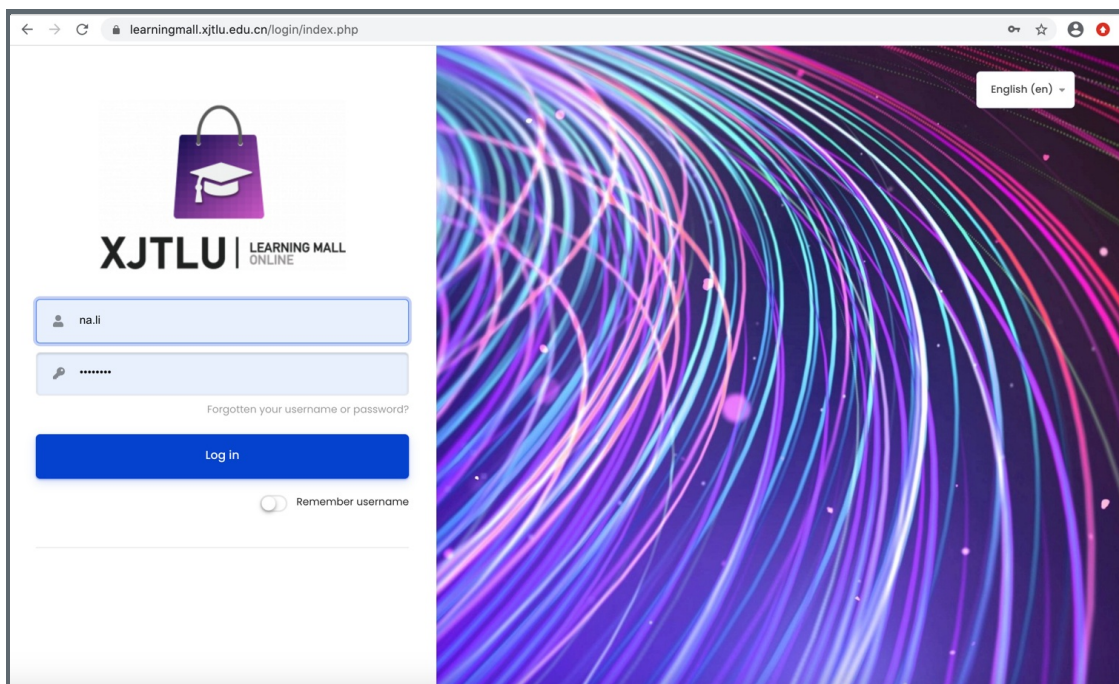 learningmall.xjtlu.edu.cn/login/index.php
English (en)
XJTLU | LEARNING MALL
ONLINE
na.li
••••••••
Forgotten your username or password?
Log in
Remember username